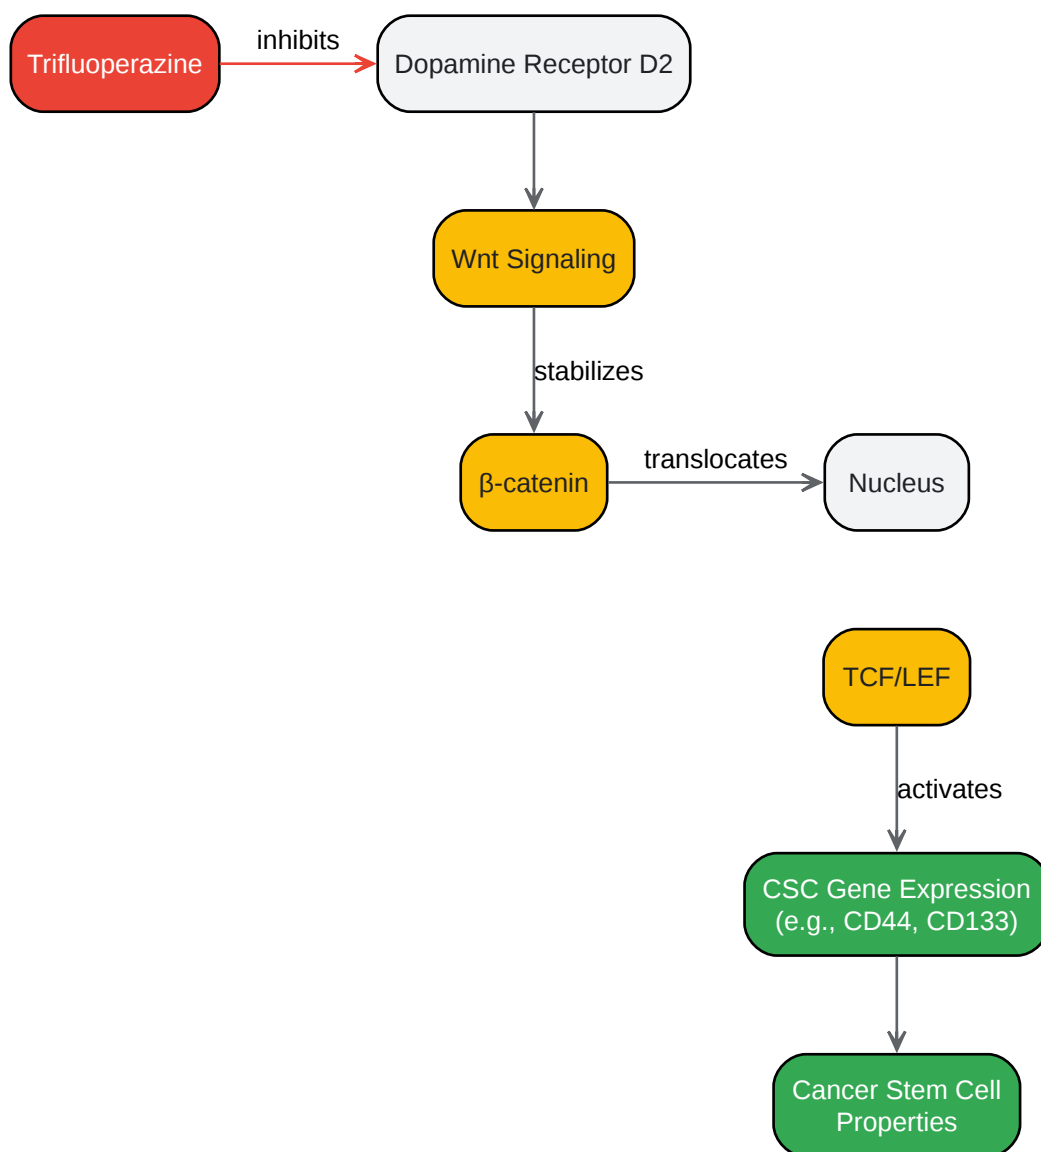 inhibits
Trifluoperazine
Dopamine Receptor D2
Wnt Signaling
stabilizes
translocates
β-catenin
Nucleus
TCF/LEF
activates
CSC Gene Expression
(e.g., CD44, CD133)
Cancer Stem Cell
Properties